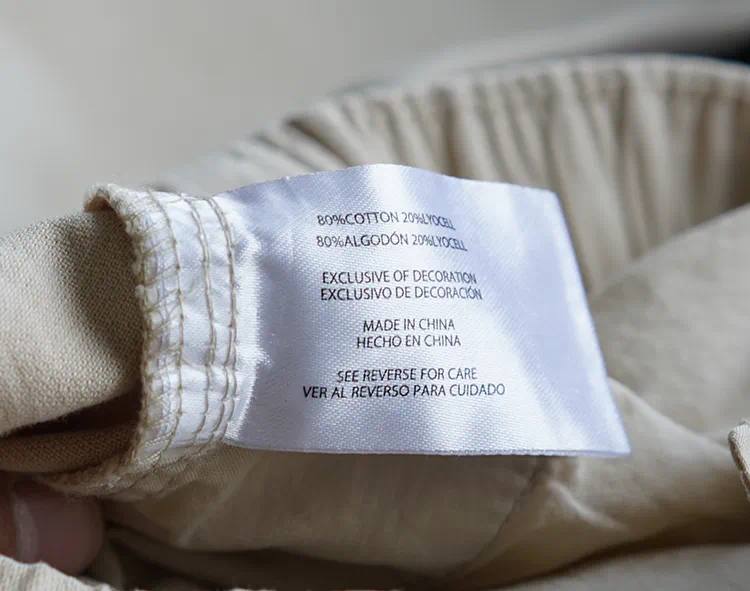 80%COTTON 20%LYOCELL
80%ALGODÓN 20%LYOCELL
EXCLUSIVE OF DECORATION
EXCLUSIVO DE DECORACIÓN
MADE IN CHINA
HECHO EN CHINA
SEE REVERSE FOR CARE
VER AL REVERSO PARA CUIDADO